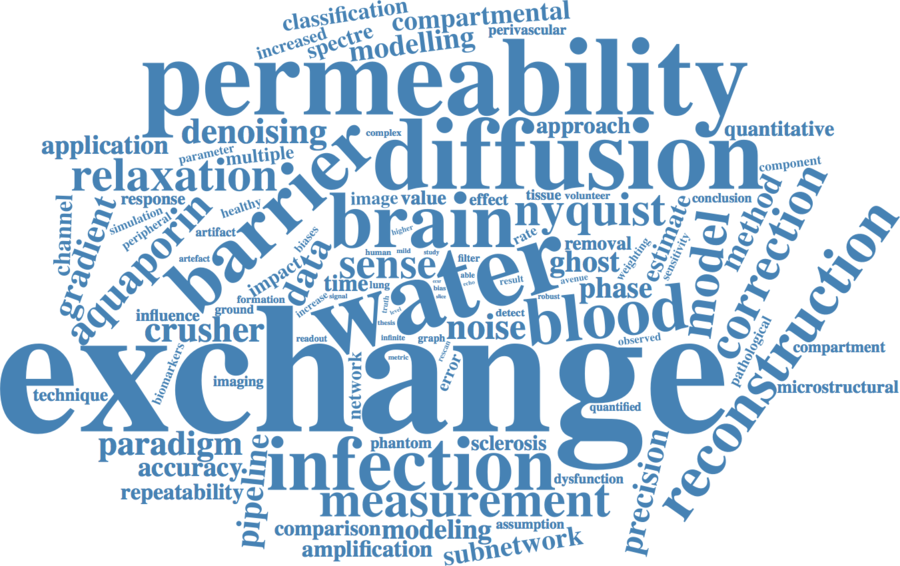 classification
compartmental
increased
spectre
modelling
perivascular
permeability
denoising
complex
diffusion
approach
quantitative
application
parameter
multiple
barrier
relaxation
component
response
image
value
effect
tissue
volunteer
conclusion
channel
gradient
simulation
peripheral
aquaporin
healthy
artifact
biases
brain
higher
nyquist
rate
estimate
method
correction
artefact
impact
data
human
mild
study
filter
water
removal
ghost
weighting
sensitivity
model
sense
time
lung
able
echo
result
avenue
phase
reconstruction
formation
increase
signal
truth
level
bias
robust
influence
ground
crusher
thesis
noise
detect
blood
observed
pathological
readout
infinite
graph
exchange
compartment
biomarkers
network
metric
rescan
error
technique
imaging
quantified
microstructural
paradigm
phantom
sclerosis
accuracy
pipeline
infection
dysfunction
precision
repeatability
measurement
comparison
modeling
assumption
amplification
subnetwork